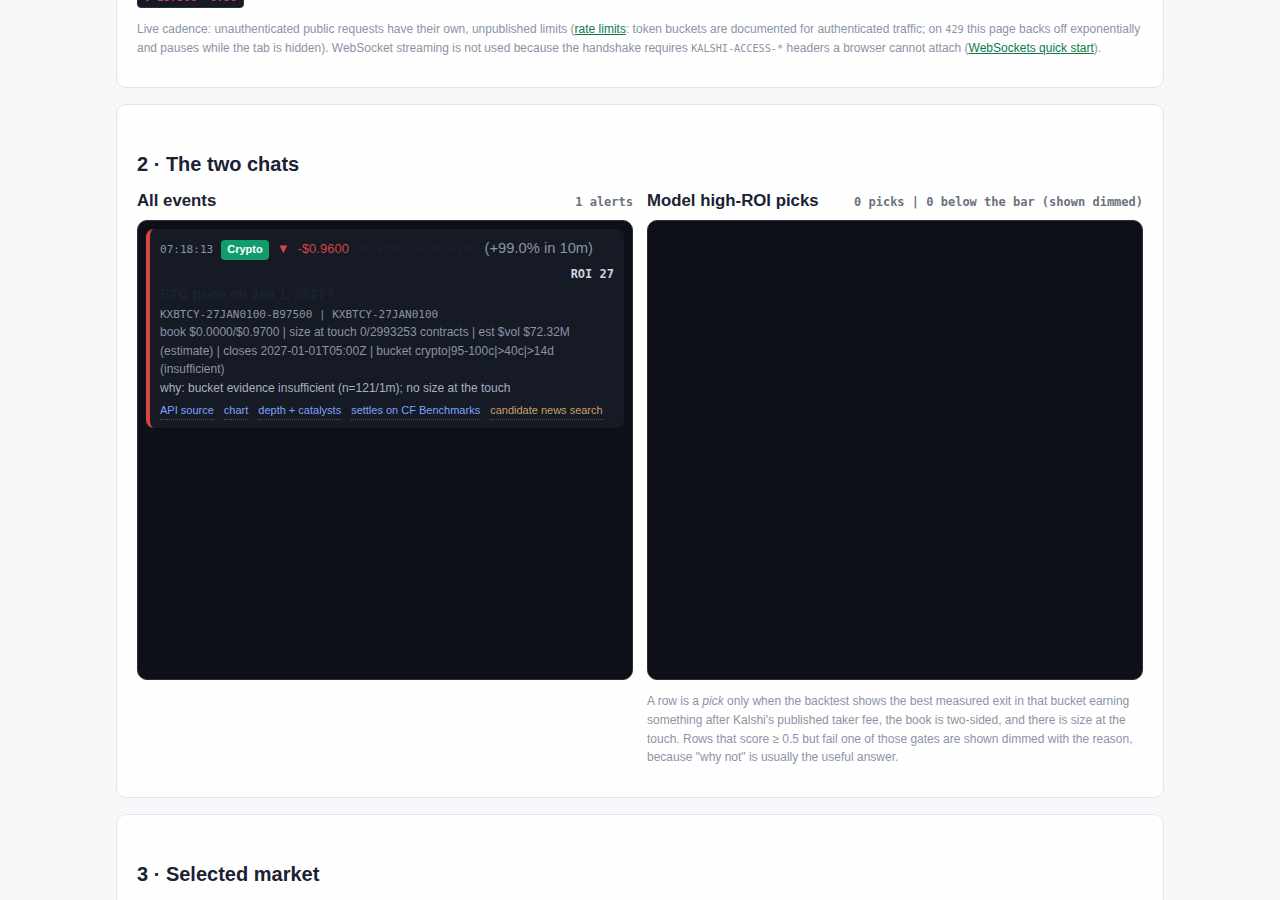 Live cadence: unauthenticated public requests have their own, unpublished limits (rate limits: token buckets are documented for authenticated traffic; on 429 this page backs off exponentially
and pauses while the tab is hidden). WebSocket streaming is not used because the handshake requires KALSHI-ACCESS-* headers a browser cannot attach (WebSockets quick start).
2 · The two chats
All events
1 alerts
Model high-ROI picks
0 picks | 0 below the bar (shown dimmed)
07:18:13 Crypto ▼ -$0.9600 (+99.0% in 10m)
ROI 27
BTC price on Jan 1, 2027?
KXBTCY-27JAN0100-B97500 | KXBTCY-27JAN0100
book $0.0000/$0.9700 | size at touch 0/2993253 contracts | est $vol $72.32M
(estimate) | closes 2027-01-01T05:00Z | bucket crypto|95-100c|>40c|>14d
(insufficient)
why: bucket evidence insufficient (n=121/1m); no size at the touch
API source chart depth + catalysts settles on CF Benchmarks candidate news search
A row is a pick only when the backtest shows the best measured exit in that bucket earning
something after Kalshi's published taker fee, the book is two-sided, and there is size at the
touch. Rows that score ≥ 0.5 but fail one of those gates are shown dimmed with the reason,
because "why not" is usually the useful answer.
3 · Selected market